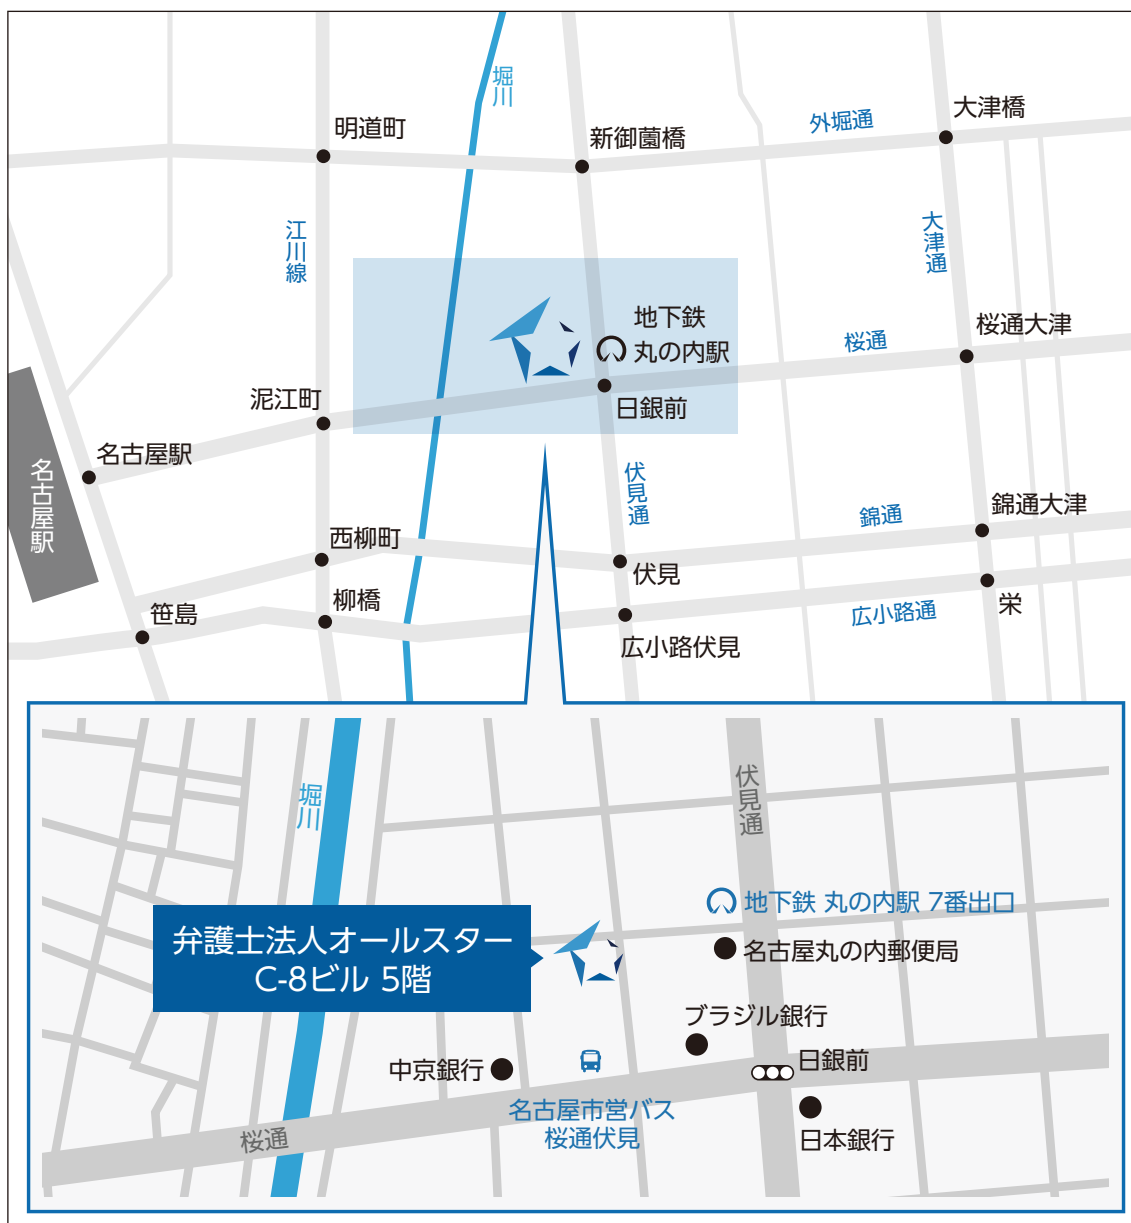 堀川
外堀通
大津橋
明道町
新御薗橋
江川線
大津通
地下鉄
丸の内駅
桜通大津
桜通
泥江町
日銀前
名古屋駅
名古屋駅
伏見通
錦通大津
錦通
西柳町
伏見
柳橋
笹島
栄
広小路通
広小路伏見
伏見通
堀川
地下鉄 丸の内駅 7番出口
弁護士法人オールスター
C-8ビル 5階
名古屋丸の内郵便局
ブラジル銀行
日銀前
中京銀行
名古屋市営バス
桜通伏見
桜通
日本銀行